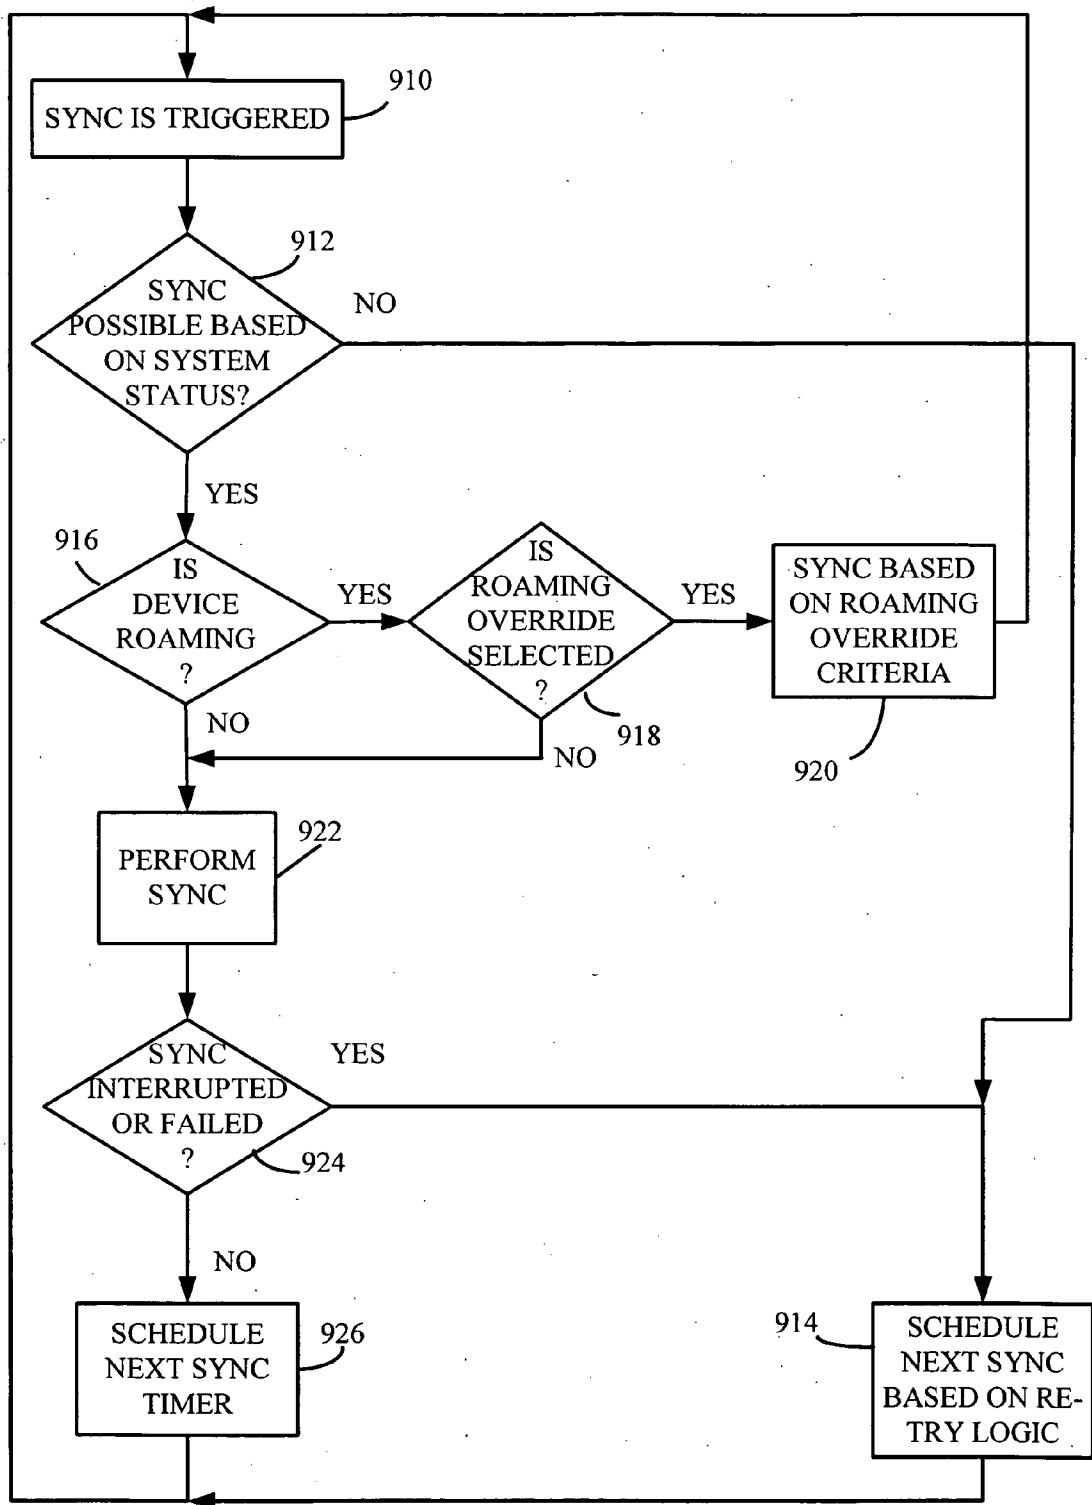 910
SYNC IS TRIGGERED
912
SYNC
POSSIBLE BASED
ON SYSTEM
STATUS?
NO
YES
916
IS
DEVICE
ROAMING
?
YES
IS
ROAMING
OVERRIDE
SELECTED
?
YES
SYNC BASED
ON ROAMING
OVERRIDE
CRITERIA
NO
918
NO
920
922
PERFORM
SYNC
SYNC
INTERRUPTED
OR FAILED
?
YES
924
NO
SCHEDULE
NEXT SYNC
TIMER
926
914
SCHEDULE
NEXT SYNC
BASED ON RE-
TRY LOGIC